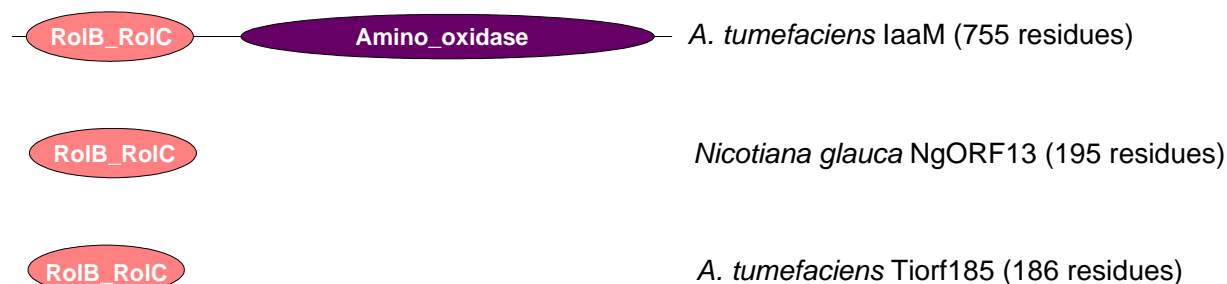 RolB_RolC Amino_oxidase A. tumefaciens IaaM (755 residues)
RolB_RolC Nicotiana glauca NgORF13 (195 residues)
RolB_RolC A. tumefaciens Tiorf185 (186 residues)